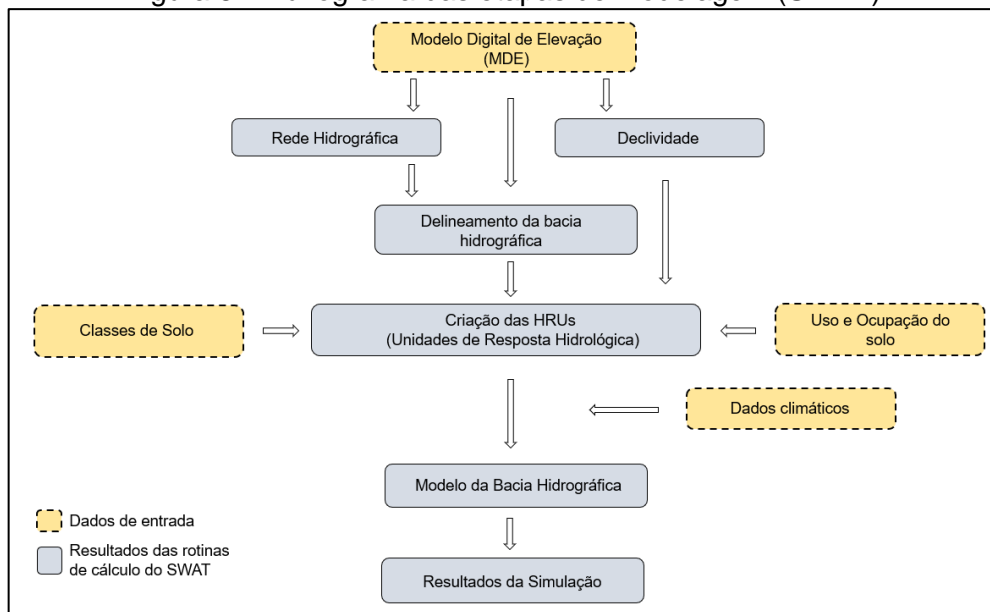 Modelo Digital de Elevação
(MDE)
Rede Hidrográfica
Declividade
Delineamento da bacia
hidrográfica
Classes de Solo
Criação das HRUs
(Unidades de Resposta Hidrológica)
Uso e Ocupação do
solo
Dados climáticos
Modelo da Bacia Hidrográfica
Dados de entrada
Resultados das rotinas
de cálculo do SWAT
Resultados da Simulação